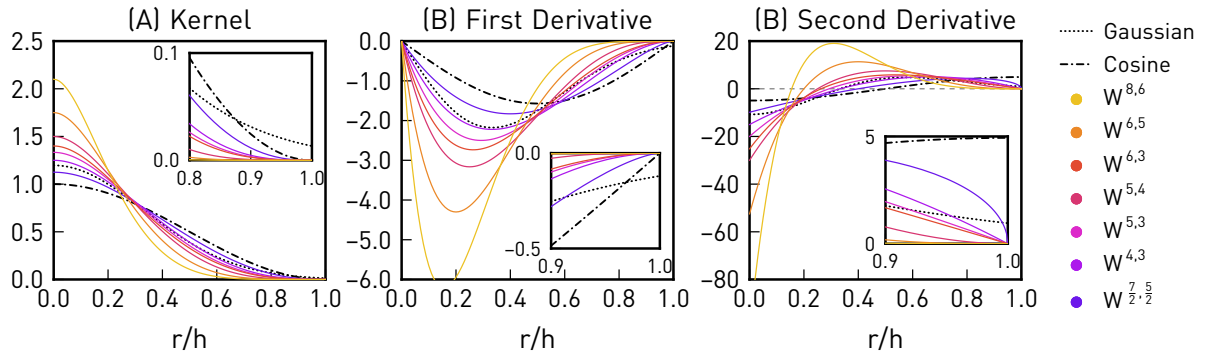 (A) Kernel
2.5
2.0
1.5
1.0
0.5
0.0
0.0 0.2 0.4 0.6 0.8 1.0
r/h
0.1
0.0
0.8 0.9 1.0
(B) First Derivative
0.0
−1.0
−2.0
−3.0
−4.0
−5.0
−6.0
0.0 0.2 0.4 0.6 0.8 1.0
r/h
0.0
−0.5
0.9 1.0
(B) Second Derivative
20
0
−20
−40
−60
−80
0.0 0.2 0.4 0.6 0.8 1.0
r/h
5
0
0.9 1.0
Gaussian
Cosine
W^{8,6}
W^{6,5}
W^{6,3}
W^{5,4}
W^{5,3}
W^{4,3}
W^{7/2,5/2}